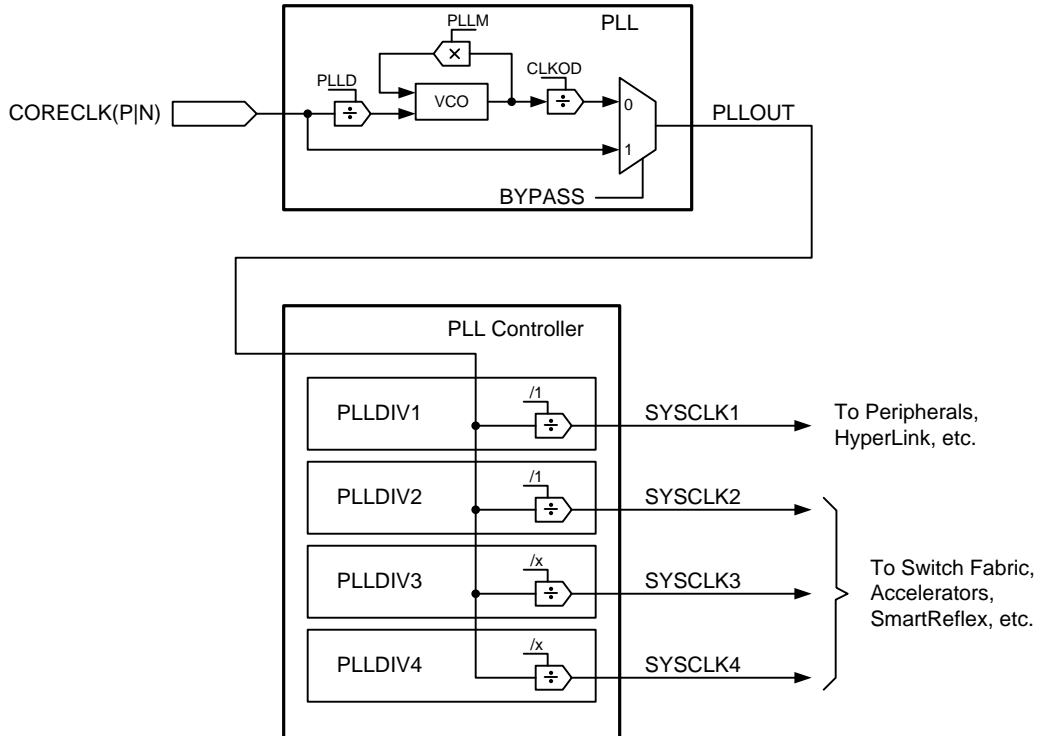 PLL
PLLM
×
PLLD
CLKOD
VCO
÷
÷
0
CORECLK(P|N)
PLLOUT
1
BYPASS
PLL Controller
PLLDIV1
/1
÷
SYSCLK1
To Peripherals,
HyperLink, etc.
PLLDIV2
/1
÷
SYSCLK2
PLLDIV3
/x
÷
SYSCLK3
To Switch Fabric,
Accelerators,
SmartReflex, etc.
PLLDIV4
/x
÷
SYSCLK4